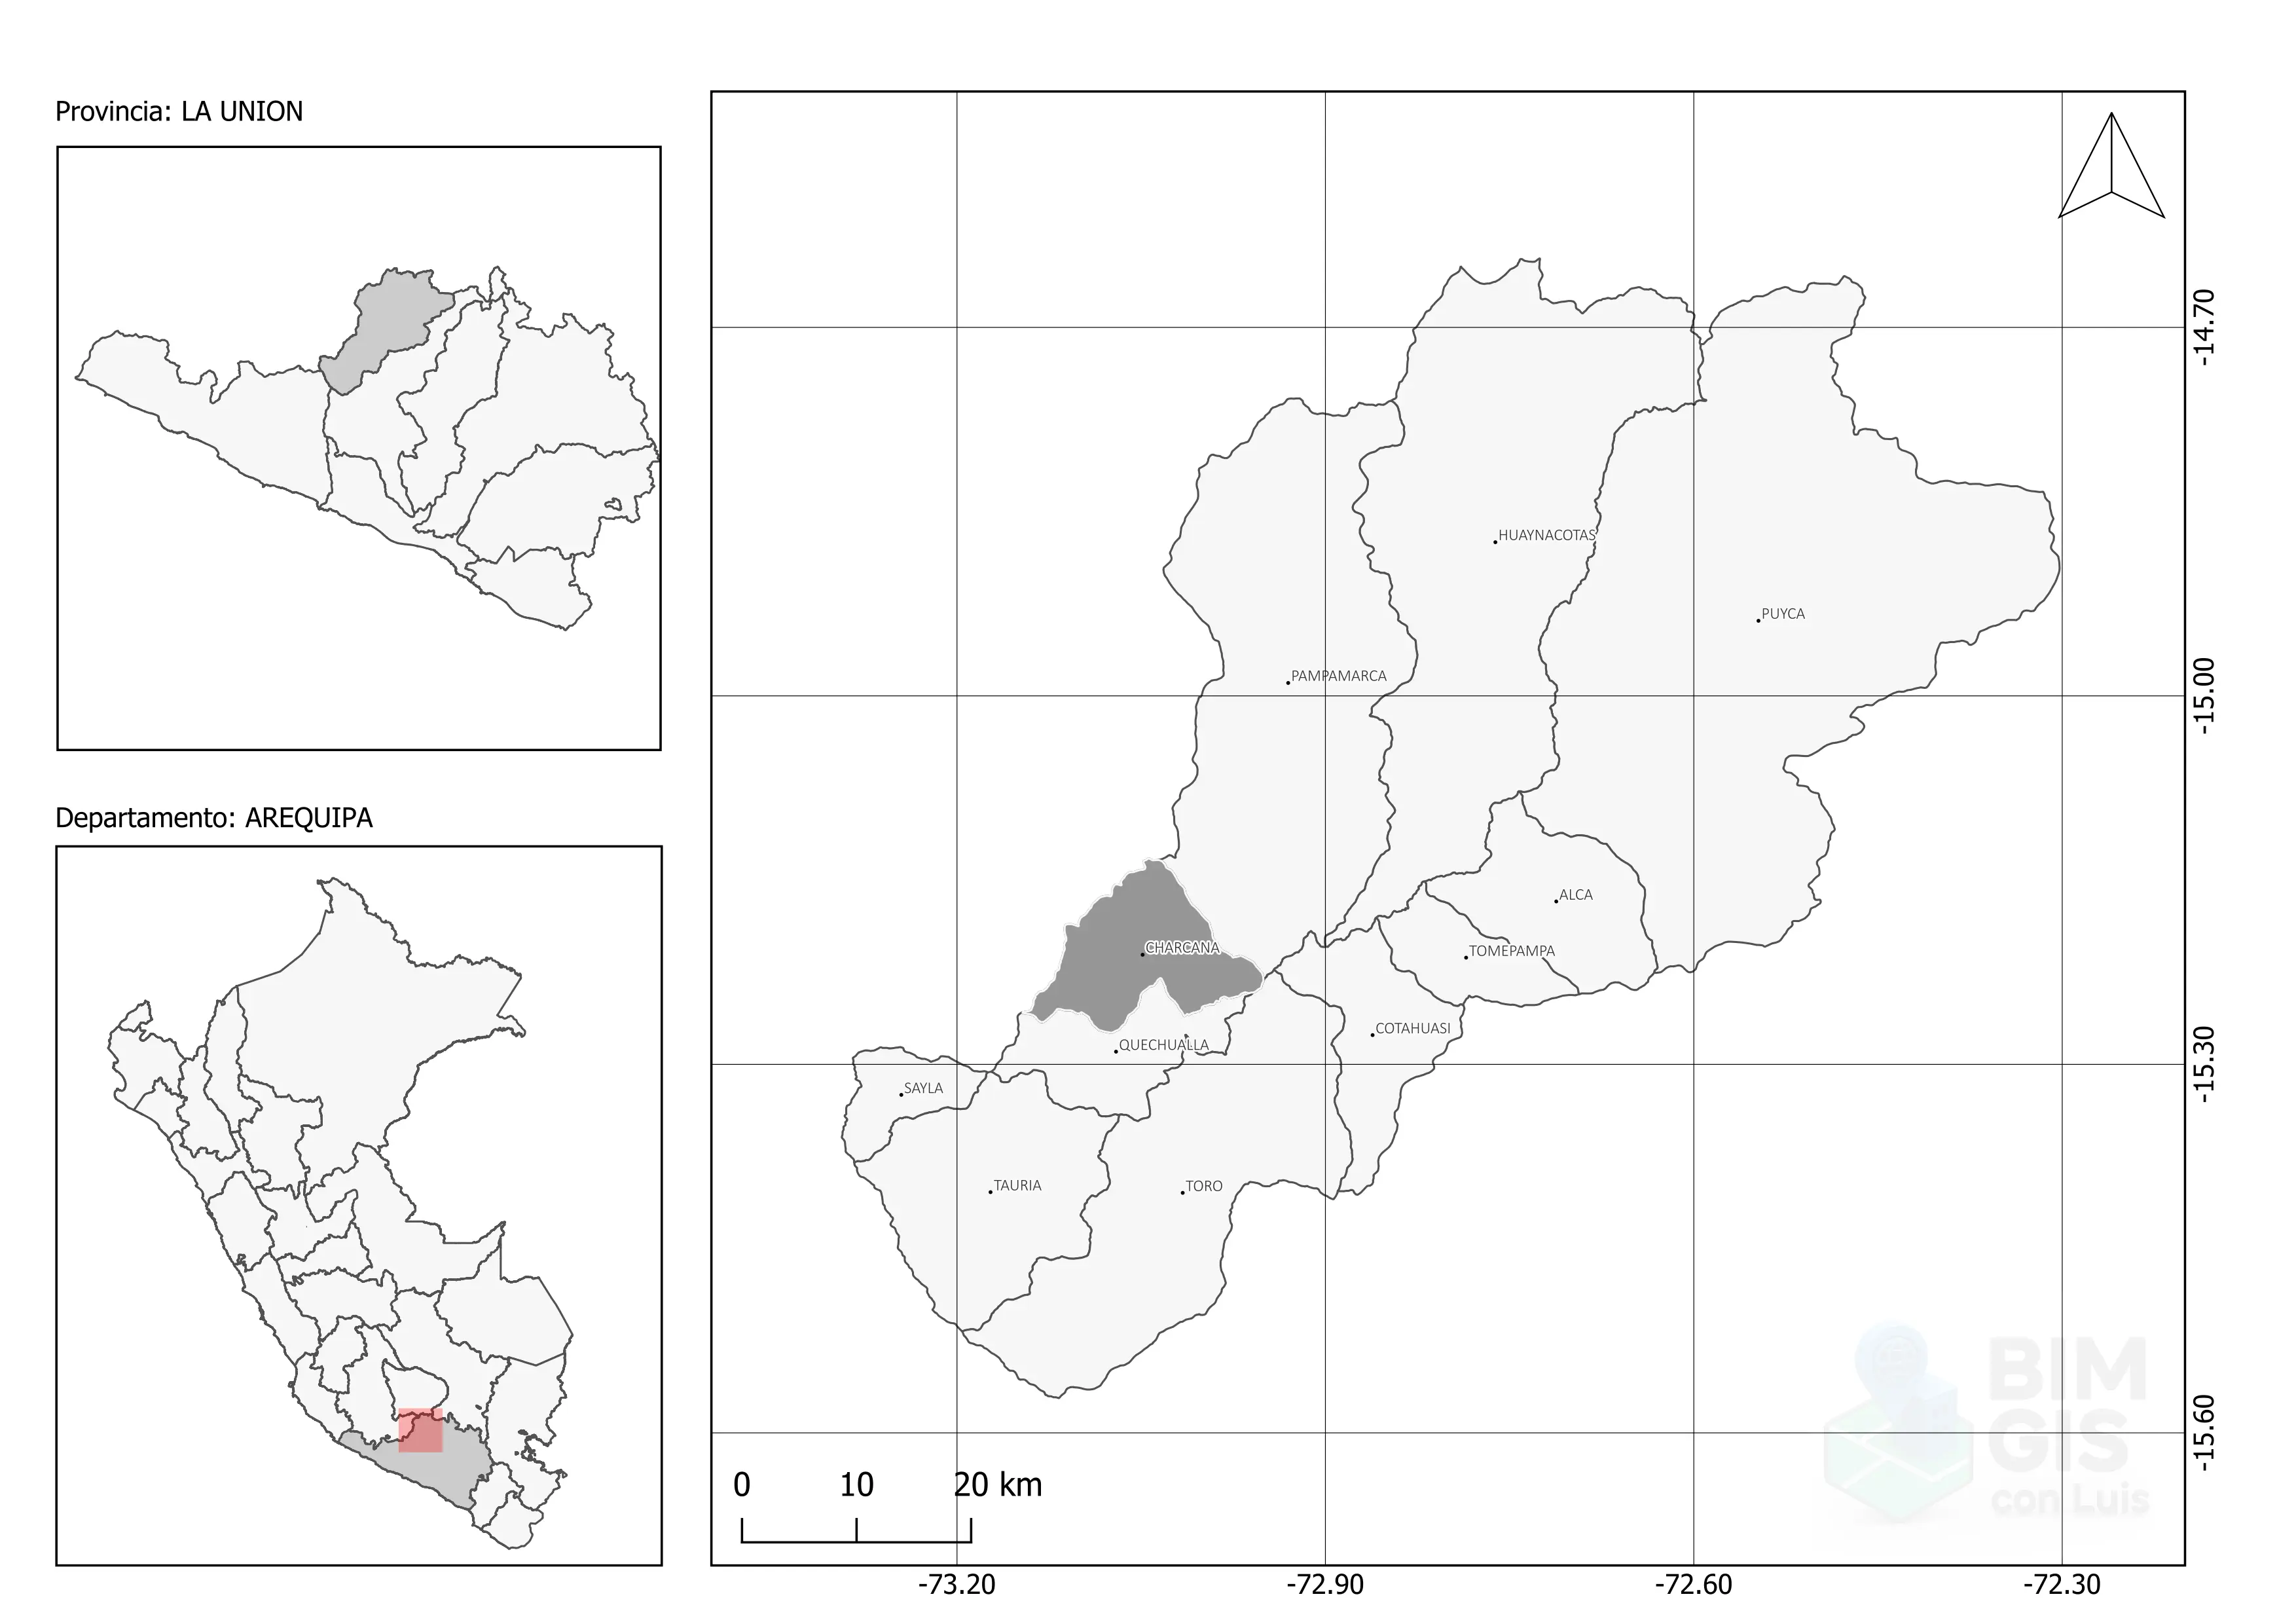 Provincia: LA UNION
Departamento: AREQUIPA
HUAYNACOTAS
PUYCA
PAMPAMARCA
ALCA
CHARCANA
TOMEPAMPA
COTAHUASI
QUECHUALLA
SAYLA
TAURIA
TORO
-14.70
-15.00
-15.30
-15.60
0 10 20 km
-73.20 -72.90 -72.60 -72.30
BIM
GIS
con Luis